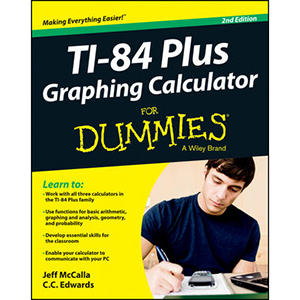 Making Everything Easier!™
2nd Edition
TI-84 Plus
Graphing Calculator
FOR
DUMMIES
A Wiley Brand
Learn to:
• Work with all three calculators in
the TI-84 Plus family
• Use functions for basic arithmetic,
graphing and analysis, geometry,
and probability
• Develop essential skills for the
classroom
• Enable your calculator to
communicate with your PC
Jeff McCalla
C.C. Edwards